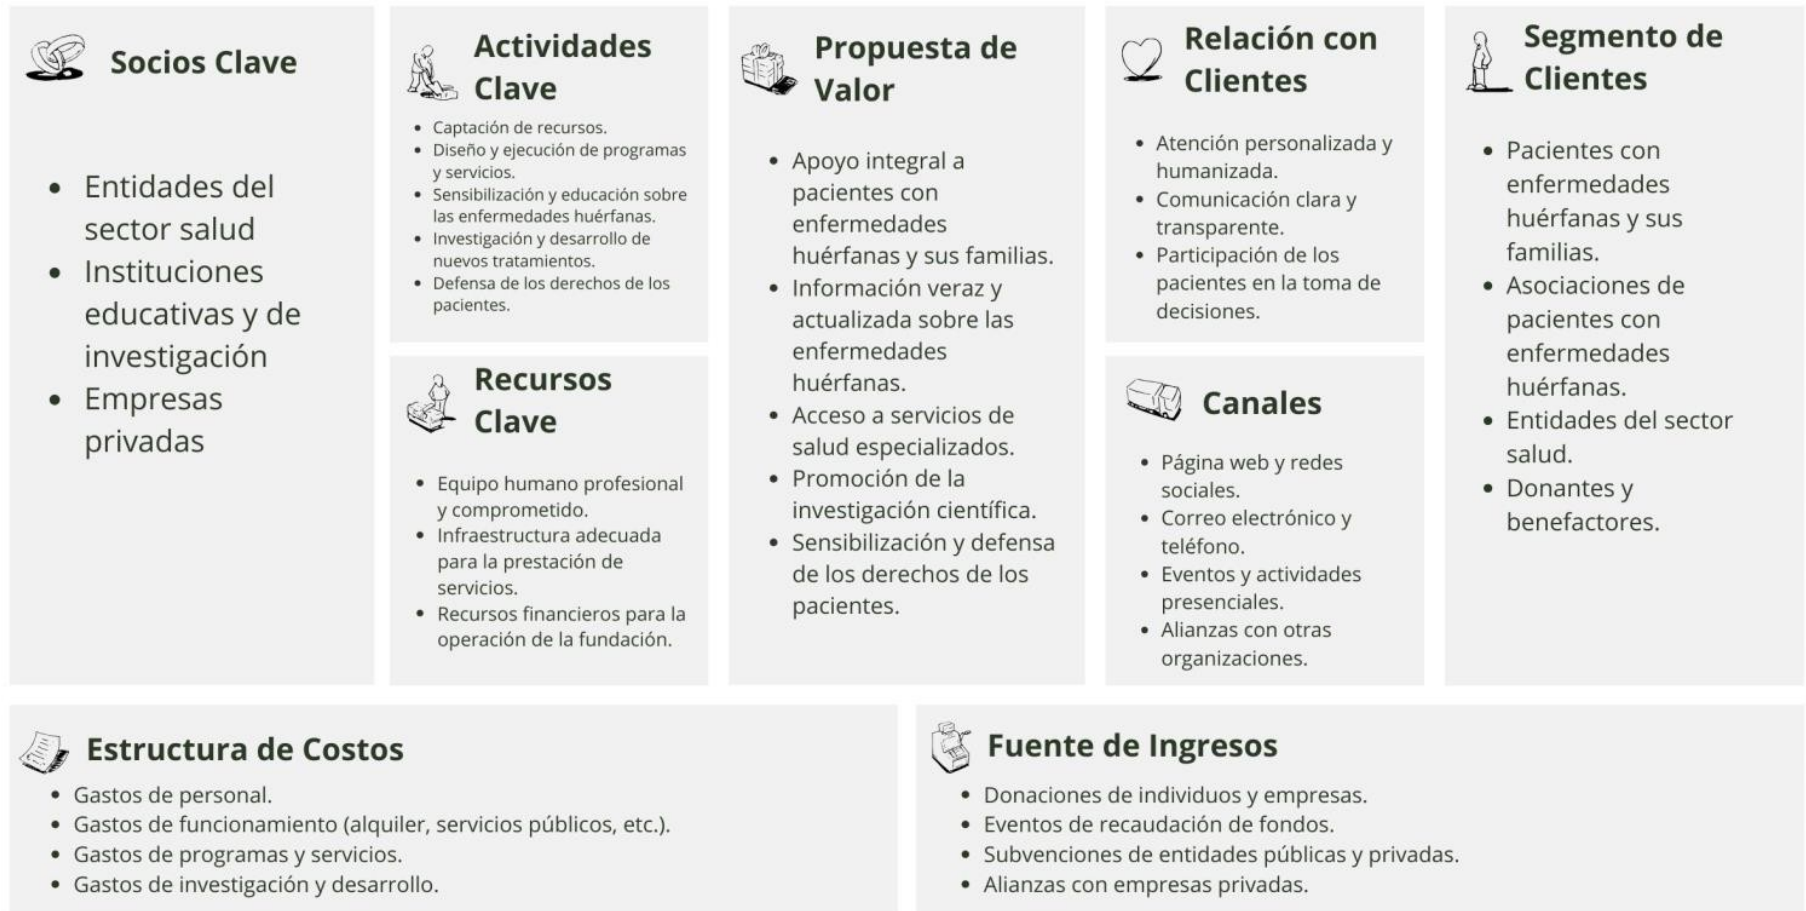 Socios Clave
• Entidades del
sector salud
• Instituciones
educativas y de
investigación
• Empresas
privadas
Actividades
Clave
• Captación de recursos.
• Diseño y ejecución de programas
y servicios.
• Sensibilización y educación sobre
las enfermedades huérfanas.
• Investigación y desarrollo de
nuevos tratamientos.
• Defensa de los derechos de los
pacientes.
Recursos
Clave
• Equipo humano profesional
y comprometido.
• Infraestructura adecuada
para la prestación de
servicios.
• Recursos financieros para la
operación de la fundación.
Propuesta de
Valor
• Apoyo integral a
pacientes con
enfermedades
huérfanas y sus familias.
• Información veraz y
actualizada sobre las
enfermedades
huérfanas.
• Acceso a servicios de
salud especializados.
• Promoción de la
investigación científica.
• Sensibilización y defensa
de los derechos de los
pacientes.
Relación con
Clientes
• Atención personalizada y
humanizada.
• Comunicación clara y
transparente.
• Participación de los
pacientes en la toma de
decisiones.
Canales
• Página web y redes
sociales.
• Correo electrónico y
teléfono.
• Eventos y actividades
presenciales.
• Alianzas con otras
organizaciones.
Segmento de
Clientes
• Pacientes con
enfermedades
huérfanas y sus
familias.
• Asociaciones de
pacientes con
enfermedades
huérfanas.
• Entidades del sector
salud.
• Donantes y
benefactores.
Estructura de Costos
• Gastos de personal.
• Gastos de funcionamiento (alquiler, servicios públicos, etc.).
• Gastos de programas y servicios.
• Gastos de investigación y desarrollo.
Fuente de Ingresos
• Donaciones de individuos y empresas.
• Eventos de recaudación de fondos.
• Subvenciones de entidades públicas y privadas.
• Alianzas con empresas privadas.